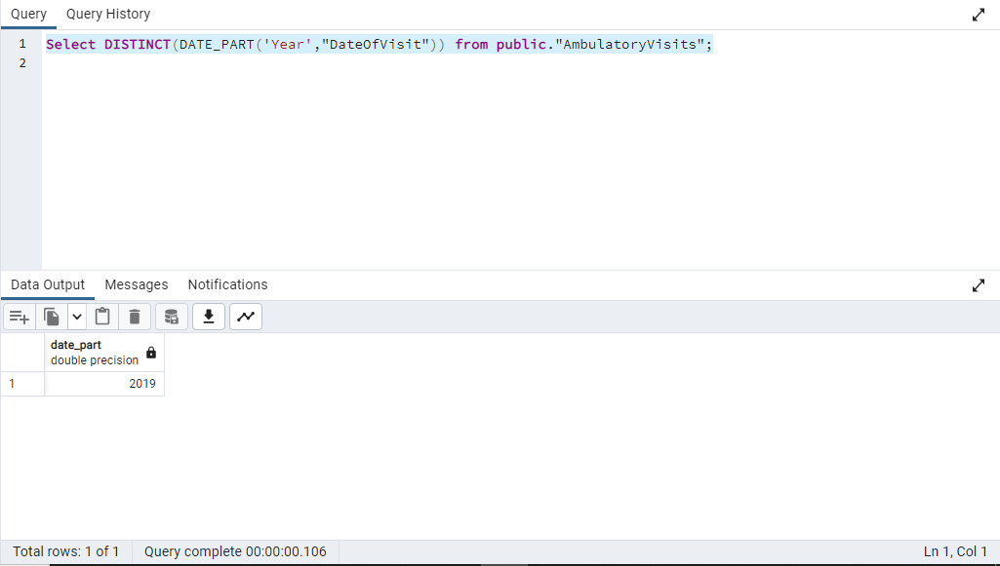 Query Query History
1 Select DISTINCT(DATE_PART('Year',"DateOfVisit")) from public."AmbulatoryVisits";
2
Data Output Messages Notifications
date_part
double precision
1 2019
Total rows: 1 of 1 Query complete 00:00:00.106 Ln 1, Col 1